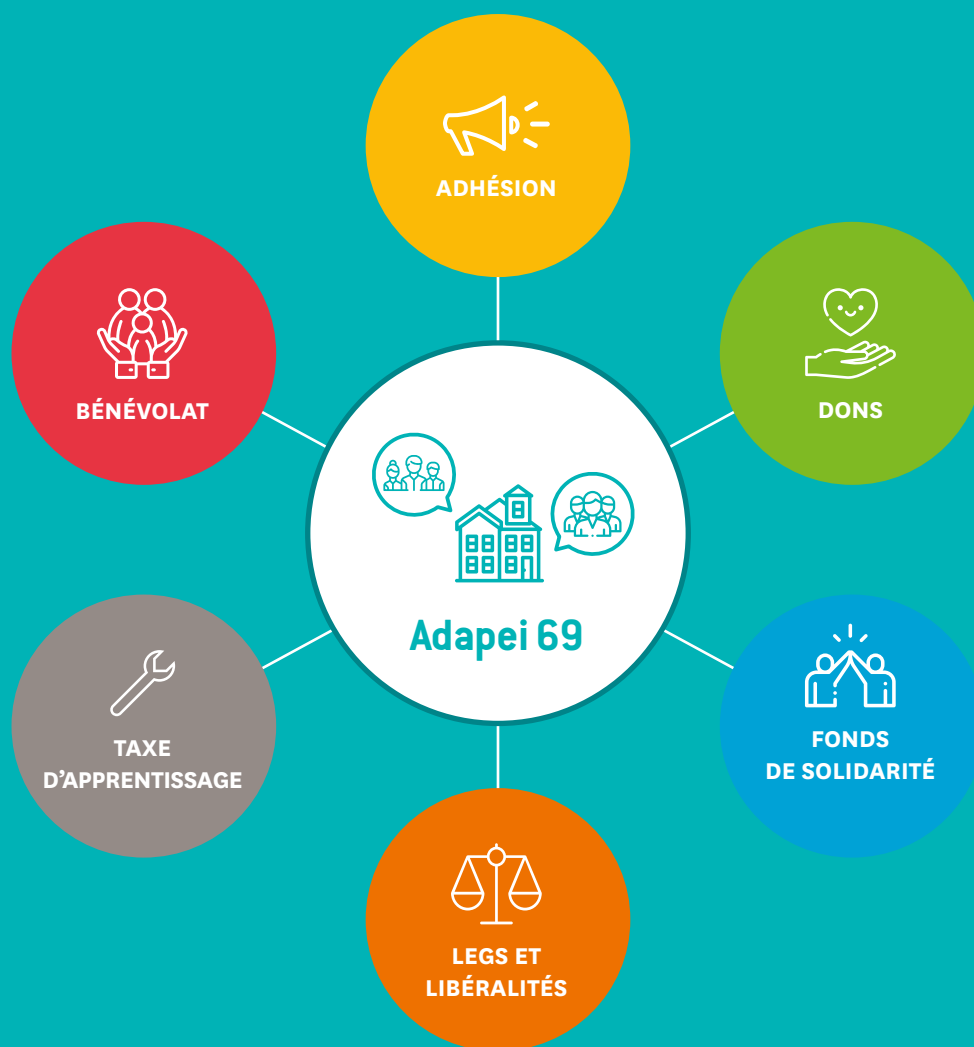 ADHÉSION
BÉNÉVOLAT
DONS
Adapei 69
TAXE
D'APPRENTISSAGE
FONDS
DE SOLIDARITÉ
LEGS ET
LIBÉRALITÉS